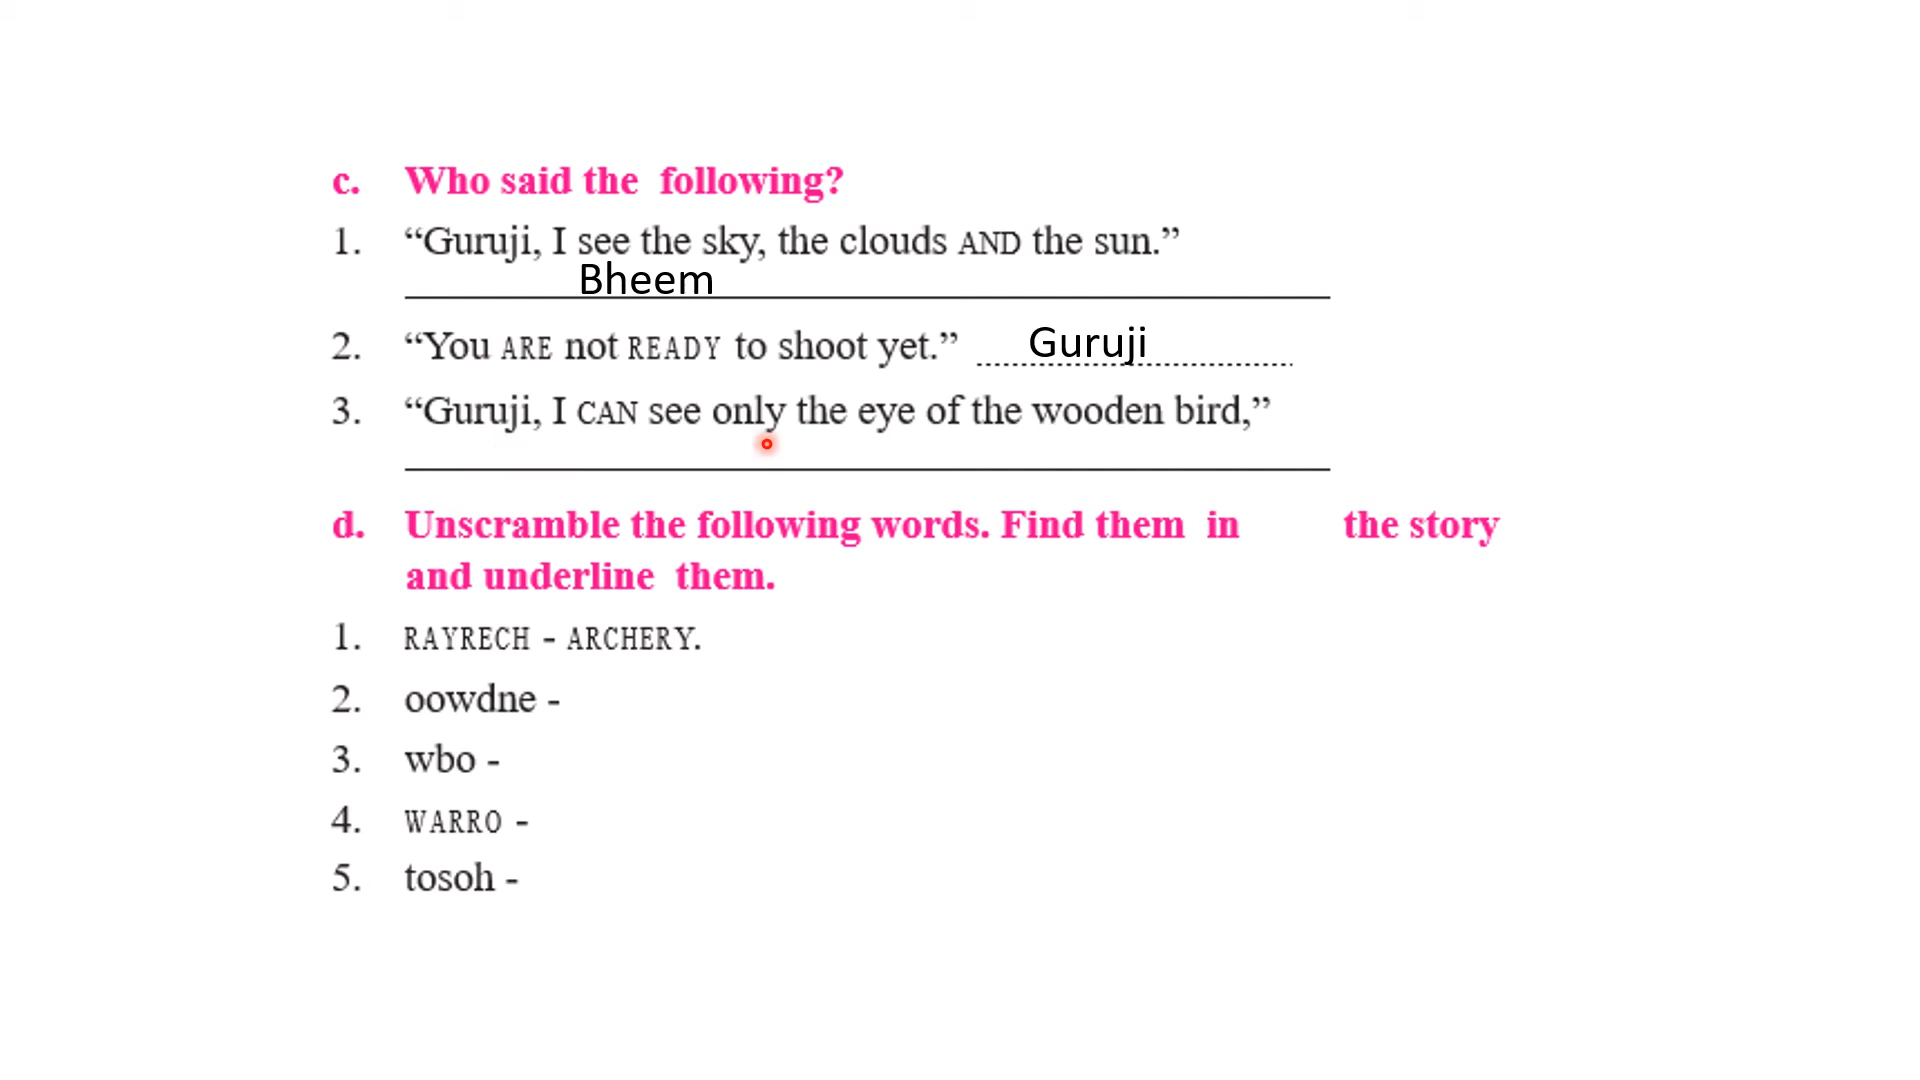 c. Who said the following?
1. “Guruji, I see the sky, the clouds AND the sun.”
Bheem
2. “You ARE not READY to shoot yet.” Guruji
3. “Guruji, I CAN see only the eye of the wooden bird,”
d. Unscramble the following words. Find them in the story
and underline them.
1. RAYRECH - ARCHERY.
2. oowdne -
3. wbo -
4. WARRO -
5. tosoh -